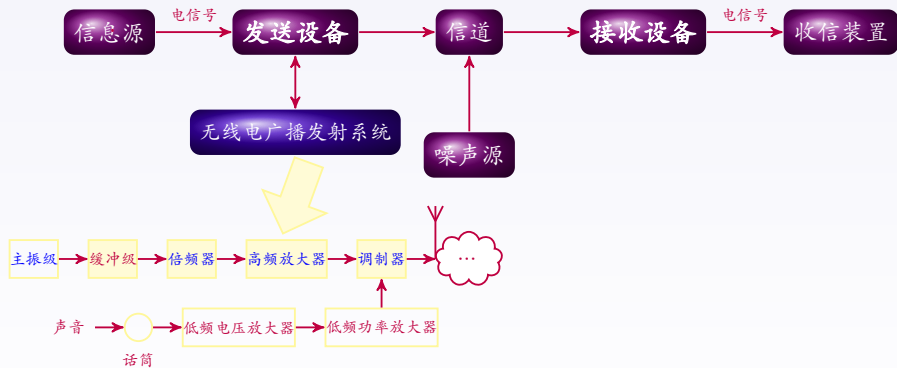 信息源
电信号
发送设备
信道
接收设备
电信号
收信装置
无线电广播发射系统
噪声源
主振级
缓冲级
倍频器
高频放大器
调制器
...
声音
低频电压放大器
低频功率放大器
话筒